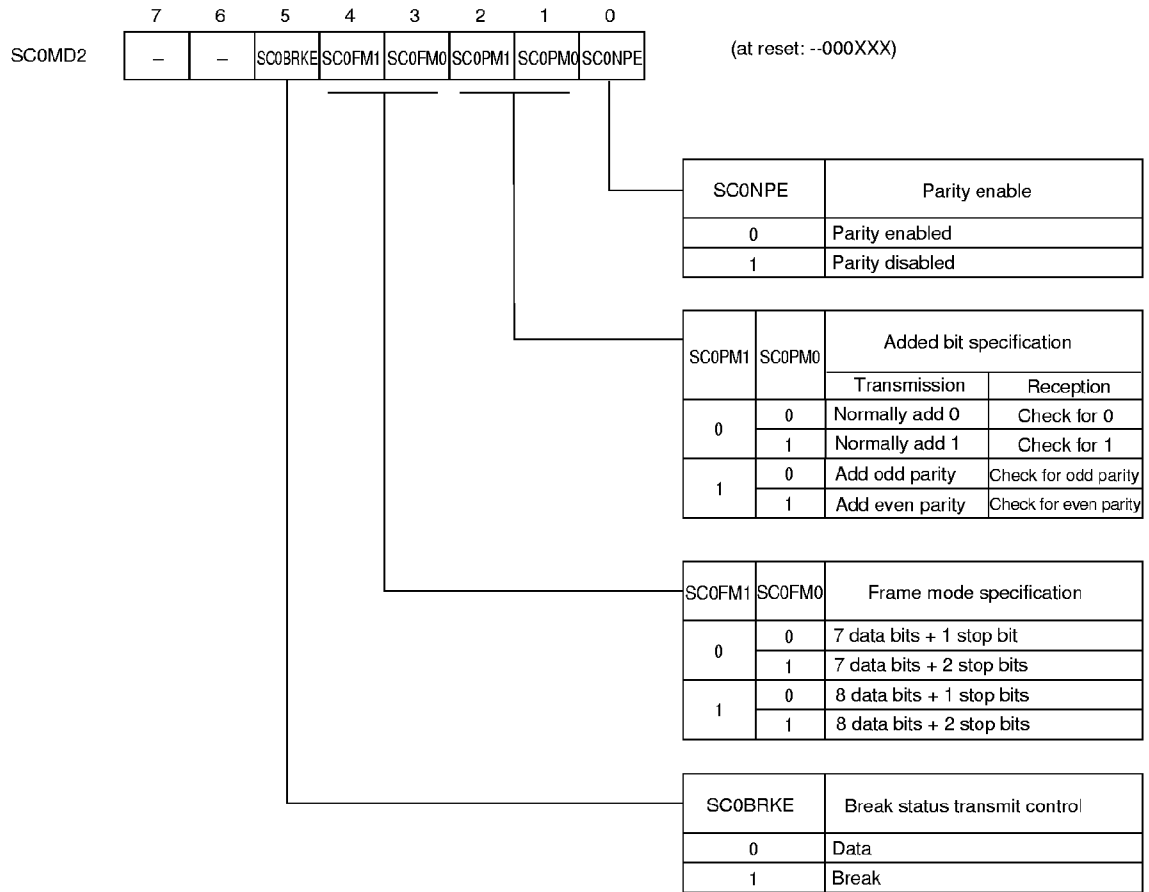 7 6 5 4 3 2 1 0
SC0MD2 – – SC0BRKE SC0FM1 SC0FM0 SC0PM1 SC0PM0 SC0NPE (at reset: --000XXX)
SC0NPE Parity enable
0 Parity enabled
1 Parity disabled
SC0PM1 SC0PM0 Added bit specification
Transmission Reception
0 0 Normally add 0 Check for 0
1 Normally add 1 Check for 1
1 0 Add odd parity Check for odd parity
1 Add even parity Check for even parity
SC0FM1 SC0FM0 Frame mode specification
0 0 7 data bits + 1 stop bit
1 7 data bits + 2 stop bits
1 0 8 data bits + 1 stop bits
1 8 data bits + 2 stop bits
SC0BRKE Break status transmit control
0 Data
1 Break